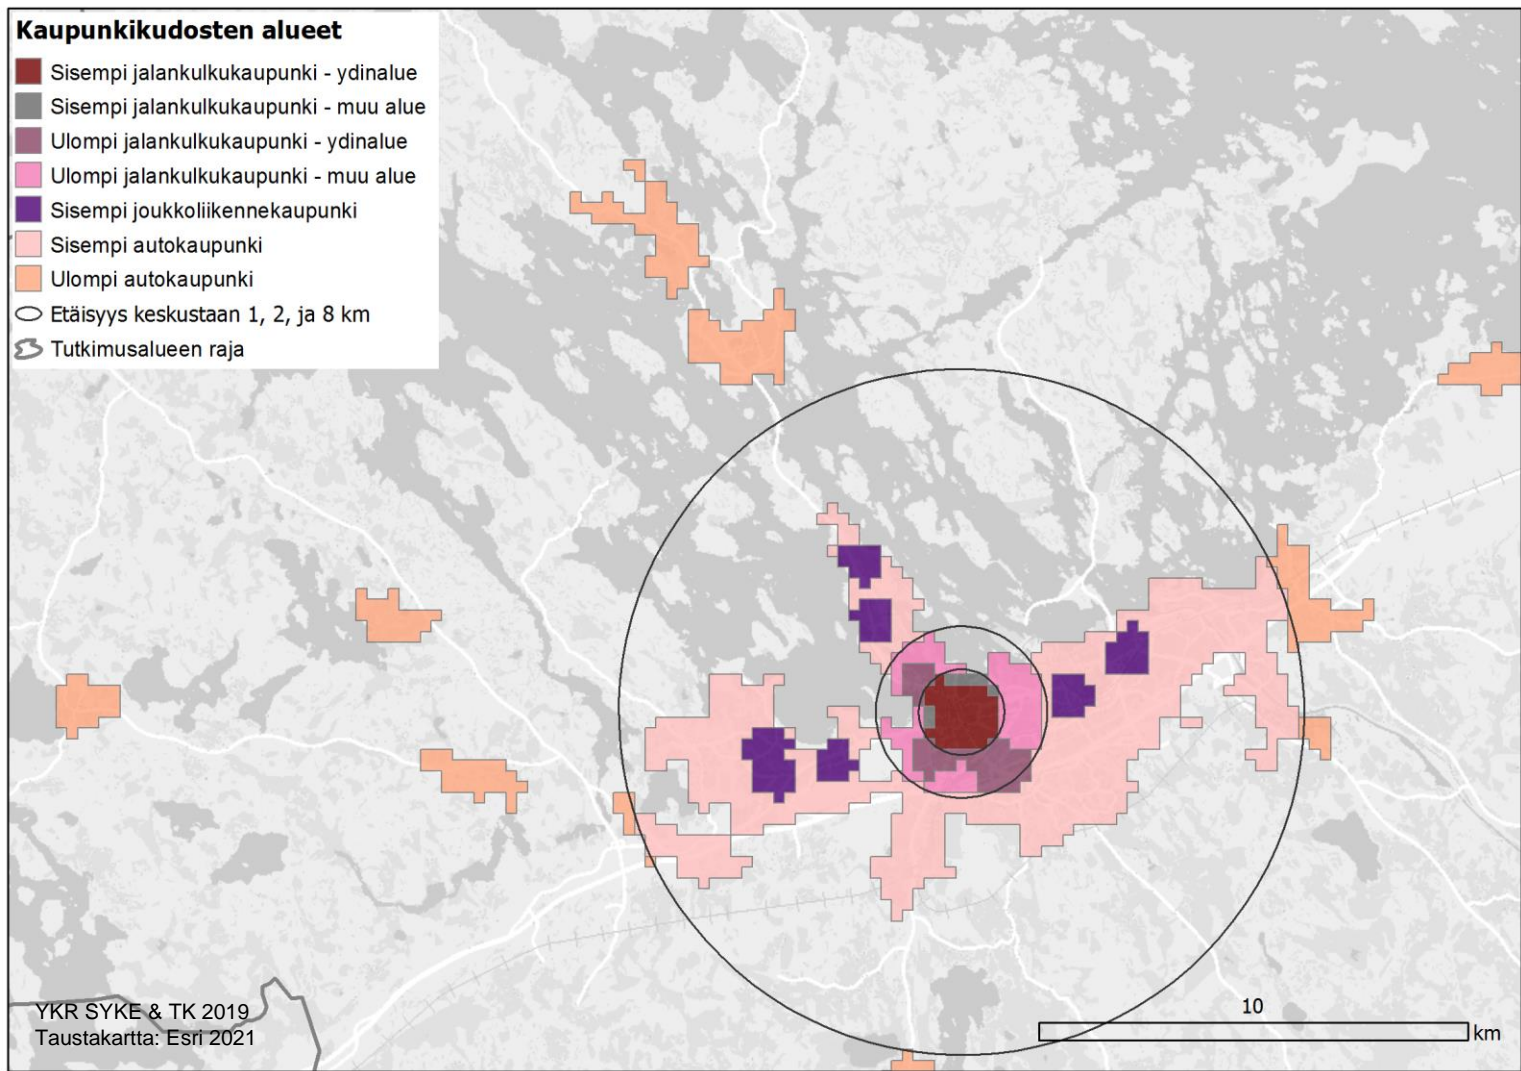 Kaupunkikudosten alueet
Sisempi jalankulkukaupunki - ydinalue
Sisempi jalankulkukaupunki - muu alue
Ulompi jalankulkukaupunki - ydinalue
Ulompi jalankulkukaupunki - muu alue
Sisempi joukkoliikennekaupunki
Sisempi autokaupunki
Ulompi autokaupunki
Etäisyys keskustaan 1, 2, ja 8 km
Tutkimusalueen raja
YKR SYKE & TK 2019
Taustakartta: Esri 2021
10
km